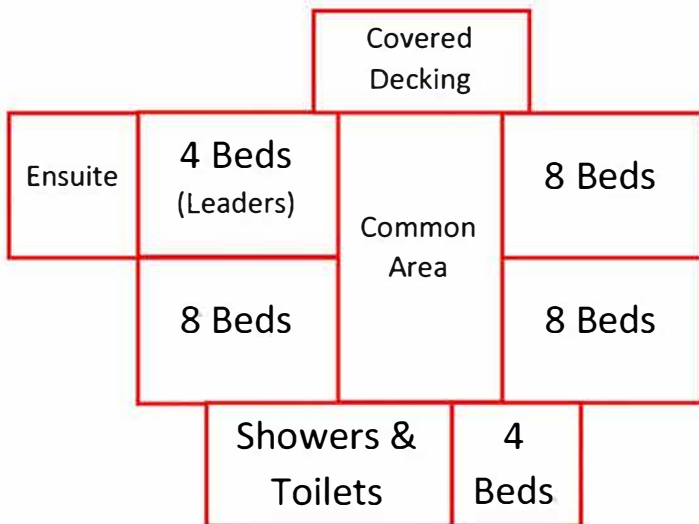 Covered
Decking
Ensuite
4 Beds
(Leaders)
Common
Area
8 Beds
8 Beds
8 Beds
Showers &
Toilets
4
Beds